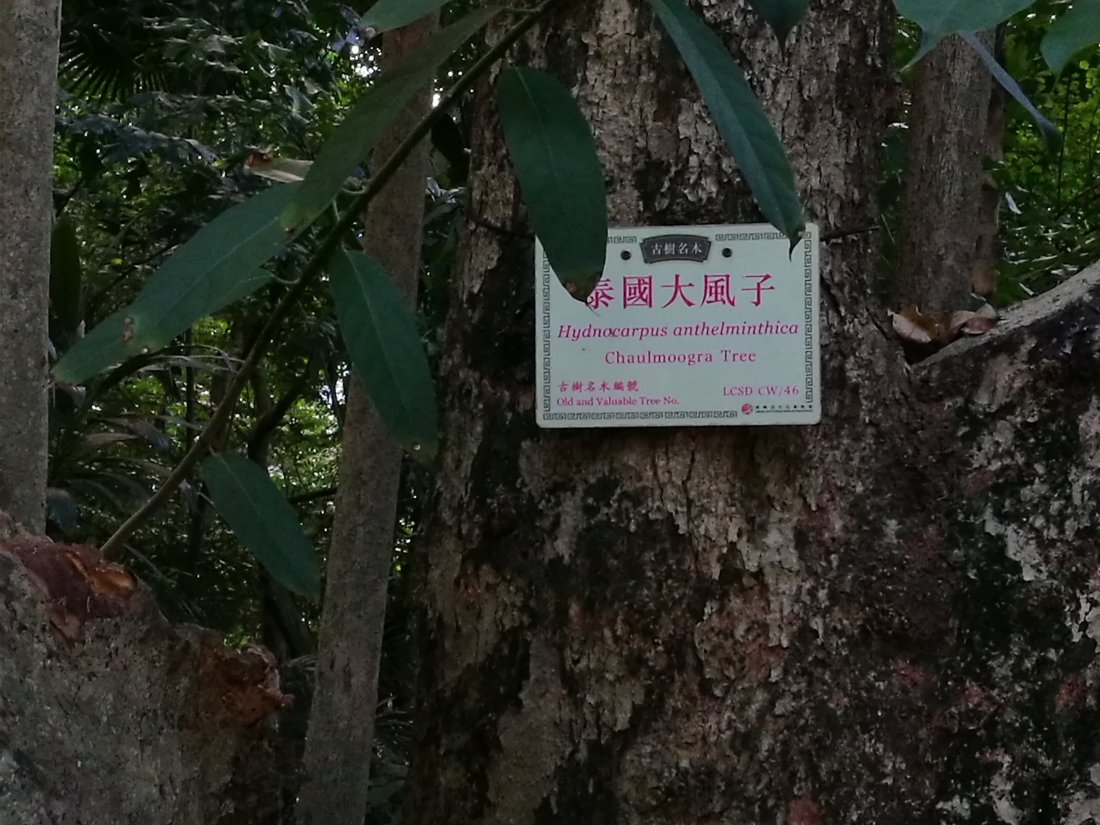 古樹名木
泰國大風子
Hydnocarpus anthelminthica
Chaulmoogra Tree
古樹名木編號
Old and Valuable Tree No.
LCSD CW/46